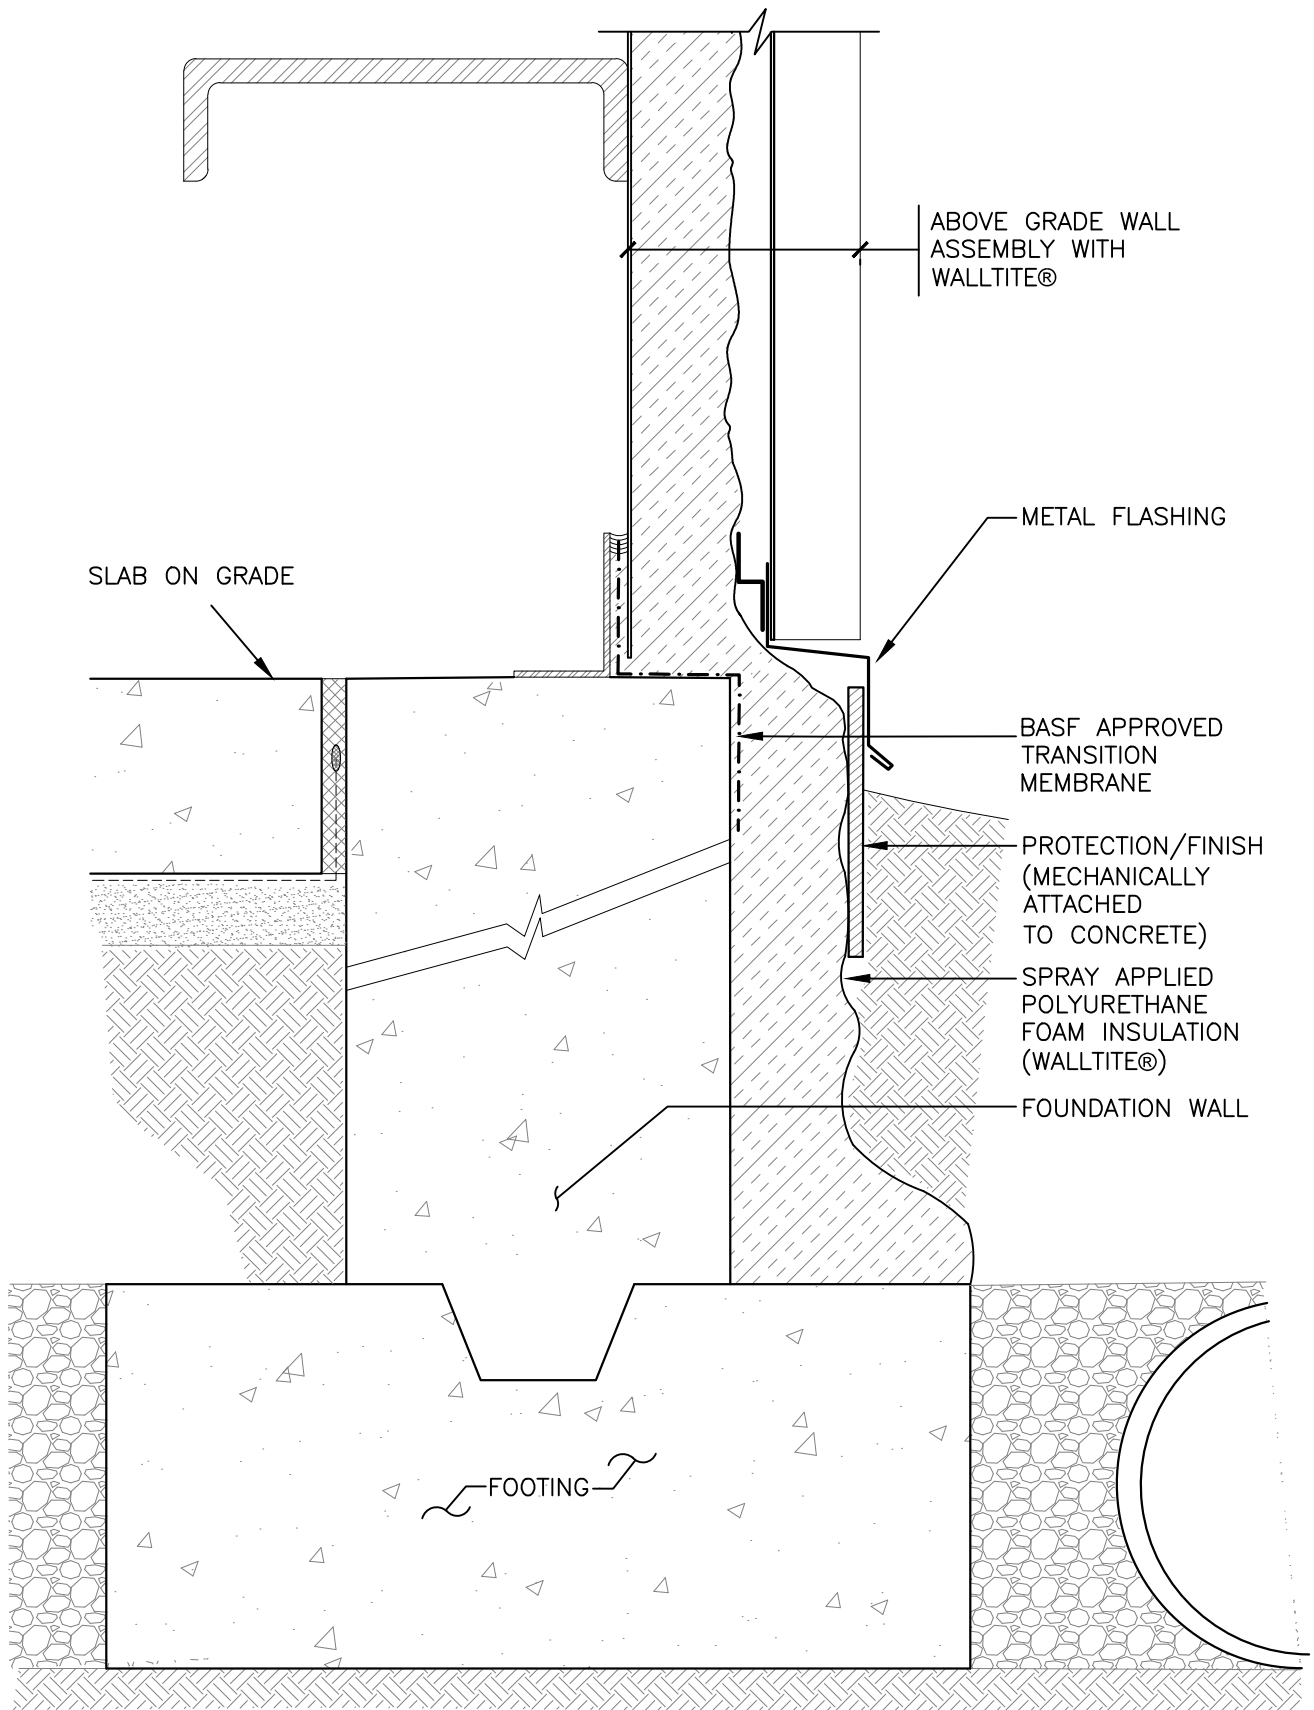 ABOVE GRADE WALL
ASSEMBLY WITH
WALLTITE®
METAL FLASHING
SLAB ON GRADE
BASF APPROVED
TRANSITION
MEMBRANE
PROTECTION/FINISH
(MECHANICALLY
ATTACHED
TO CONCRETE)
SPRAY APPLIED
POLYURETHANE
FOAM INSULATION
(WALLTITE®)
FOUNDATION WALL
FOOTING